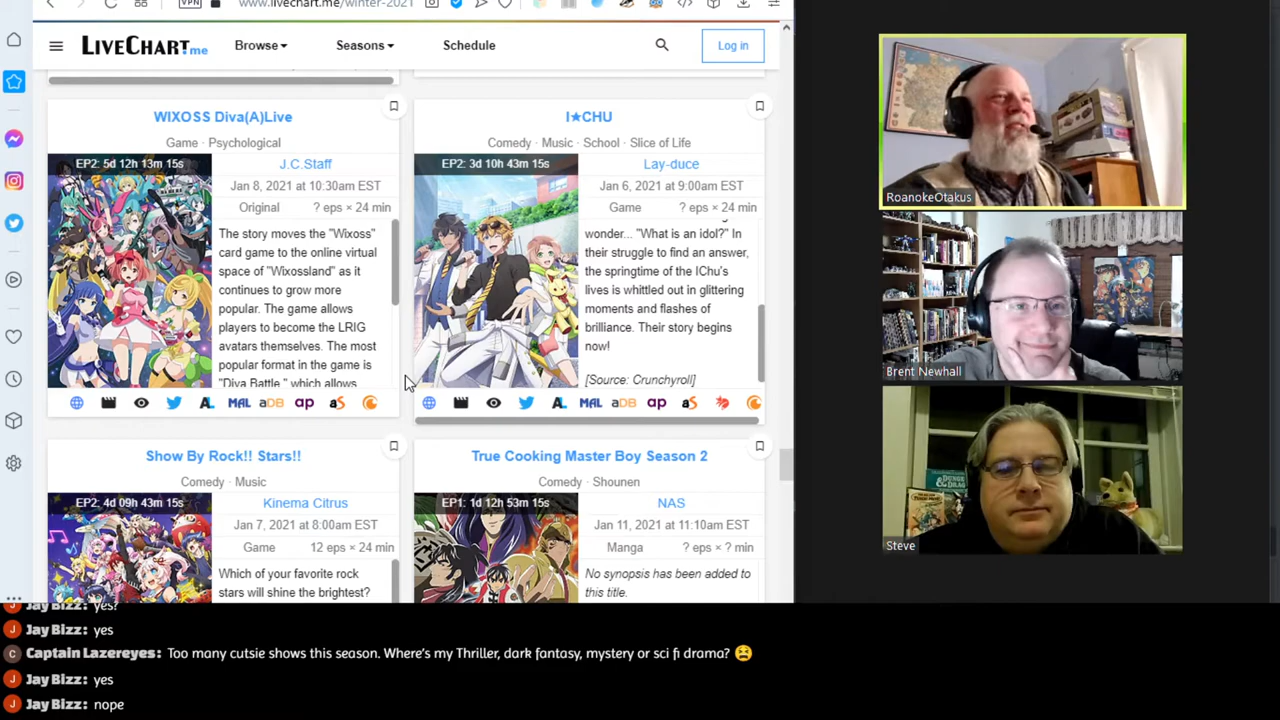 VPN
www.livechart.me/winter-2021
LIVECHART.me
Browse
Seasons
Schedule
Log in
WIXOSS Diva(A)Live
Game · Psychological
EP2: 5d 12h 13m 15s
J.C.Staff
Jan 8, 2021 at 10:30am EST
Original
? eps × 24 min
The story moves the "Wixoss"
card game to the online virtual
space of "Wixossland" as it
continues to grow more
popular. The game allows
players to become the LRIG
avatars themselves. The most
popular format in the game is
"Diva Battle," which allows
MAL
aDB
ap
aS
I★CHU
Comedy · Music · School · Slice of Life
EP2: 3d 10h 43m 15s
Lay-duce
Jan 6, 2021 at 9:00am EST
Game
? eps × 24 min
wonder... "What is an idol?" In
their struggle to find an answer,
the springtime of the IChu's
lives is whittled out in glittering
moments and flashes of
brilliance. Their story begins
now!
[Source: Crunchyroll]
MAL
aDB
ap
aS
Show By Rock!! Stars!!
Comedy · Music
EP2: 4d 09h 43m 15s
Kinema Citrus
Jan 7, 2021 at 8:00am EST
Game
12 eps × 24 min
Which of your favorite rock
stars will shine the brightest?
True Cooking Master Boy Season 2
Comedy · Shounen
EP1: 1d 12h 53m 15s
NAS
Jan 11, 2021 at 11:10am EST
Manga
? eps × ? min
No synopsis has been added to
this title.
RoanokeOtakus
Brent Newhall
Steve
J Jay Bizz: yes?
J Jay Bizz: yes
C Captain Lazereyes: Too many cutsie shows this season. Where's my Thriller, dark fantasy, mystery or sci fi drama? 😫
J Jay Bizz: yes
J Jay Bizz: nope